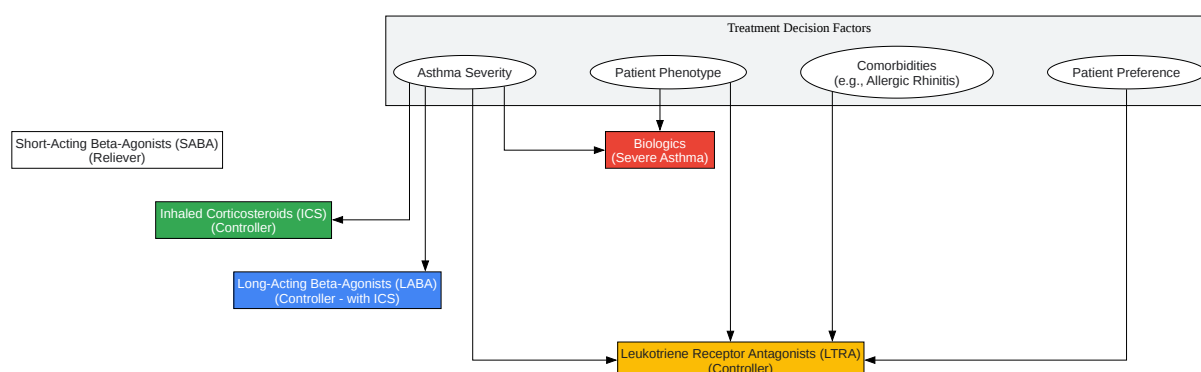 Treatment Decision Factors
Asthma Severity
Patient Phenotype
Comorbidities
(e.g., Allergic Rhinitis)
Patient Preference
Short-Acting Beta-Agonists (SABA)
(Reliever)
Biologics
(Severe Asthma)
Inhaled Corticosteroids (ICS)
(Controller)
Long-Acting Beta-Agonists (LABA)
(Controller - with ICS)
Leukotriene Receptor Antagonists (LTRA)
(Controller)